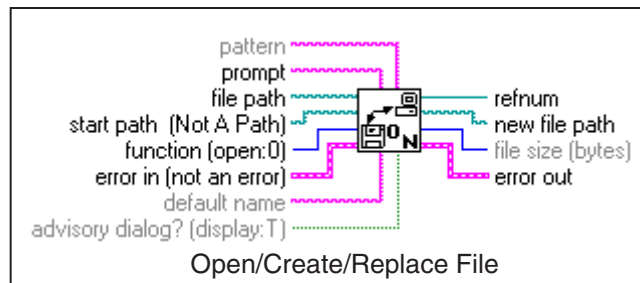 pattern
prompt
file path
refnum
start path (Not A Path)
new file path
function (open:0)
file size (bytes)
error in (not an error)
error out
default name
advisory dialog? (display:T)
O
N
Open/Create/Replace File